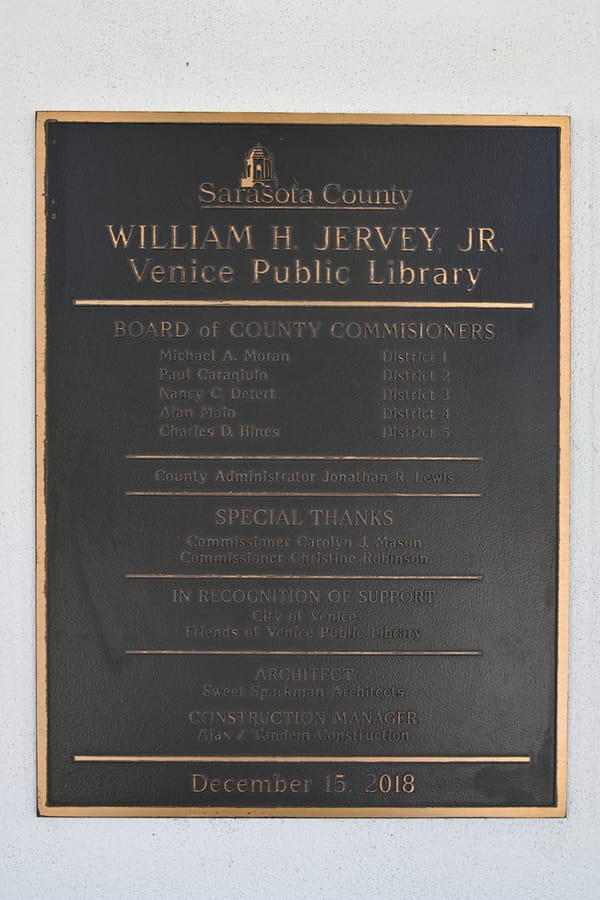 Sarasota County
WILLIAM H. JERVEY, JR.
Venice Public Library
BOARD of COUNTY COMMISIONERS
Michael A. Moran District 1
Paul Caragiulo District 2
Nancy C. Detert District 3
Alan Maio District 4
Charles D. Hines District 5
County Administrator Jonathan R. Lewis
SPECIAL THANKS
Commissioner Carolyn J. Mason
Commissioner Christine Robinson
IN RECOGNITION OF SUPPORT
City of Venice
Friends of Venice Public Library
ARCHITECT
Sweet Sparkman Architects
CONSTRUCTION MANAGER
Ajax / Tandem Construction
December 15, 2018